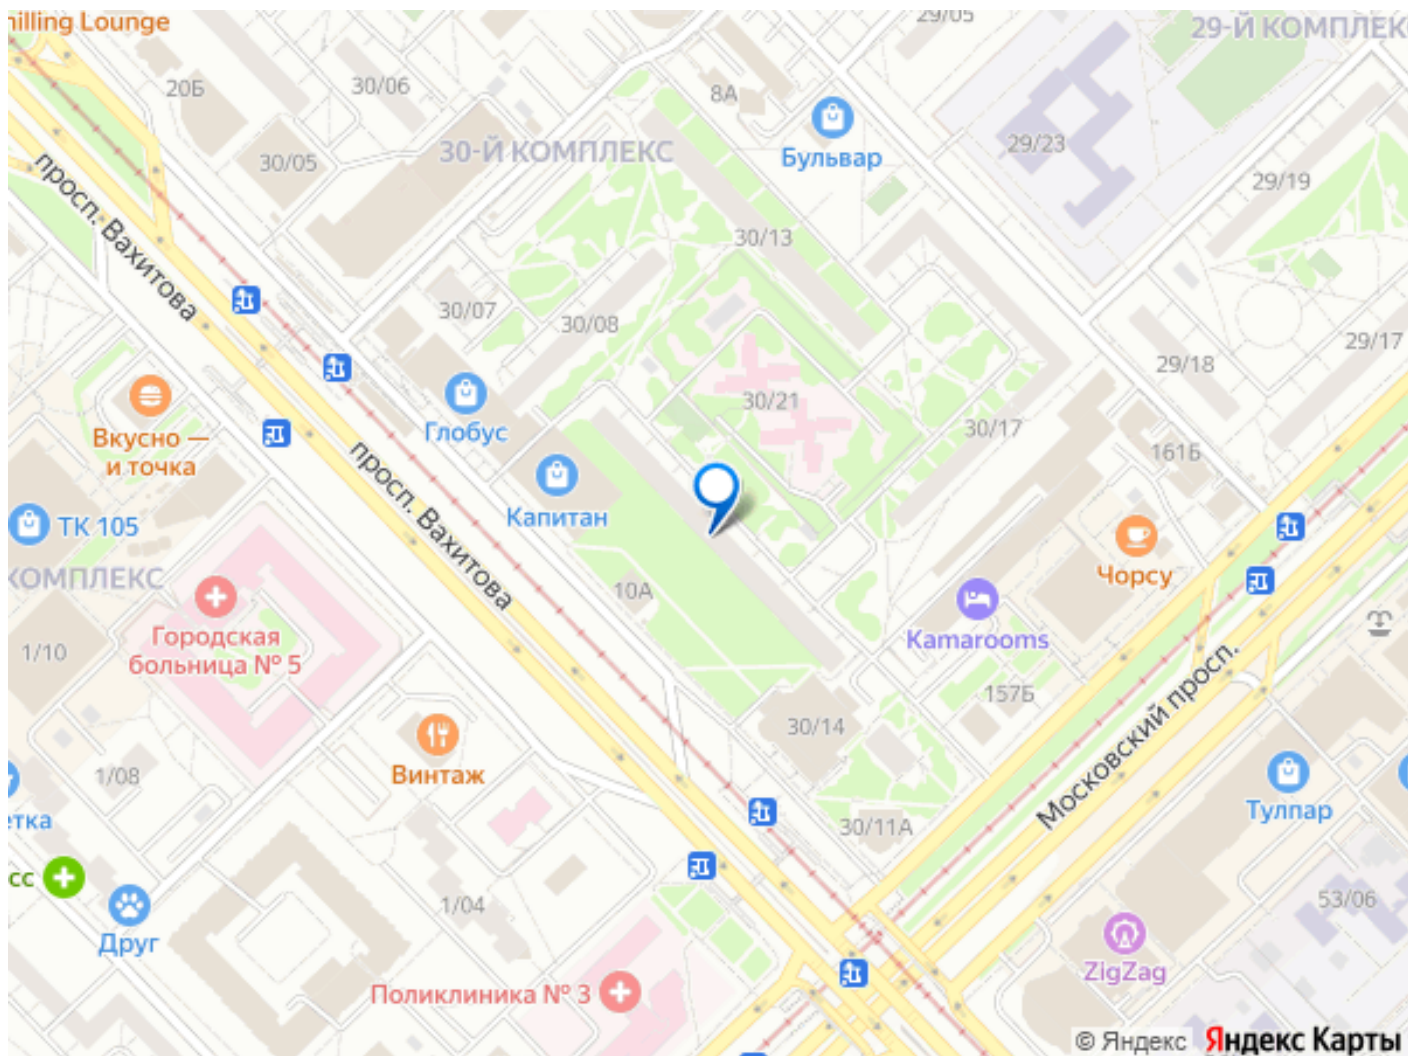 illing Lounge
29/05
29-Й КОМПЛЕКС
20Б
30/06
8А
30/05
30-Й КОМПЛЕКС
Бульвар
29/23
29/19
просп. Вахитова
30/13
30/07
30/08
29/17
29/18
30/21
Глобус
30/17
Вкусно —
и точка
161Б
просп. Вахитова
Капитан
ТК 105
КОМПЛЕКС
10А
Чорсу
Городская
больница № 5
1/10
Kamarooms
157Б
30/14
Московский просп.
Винтаж
1/08
етка
Тулпар
30/11А
сс
1/04
53/06
Друг
ZigZag
Поликлиника № 3
© Яндекс Яндекс Карты